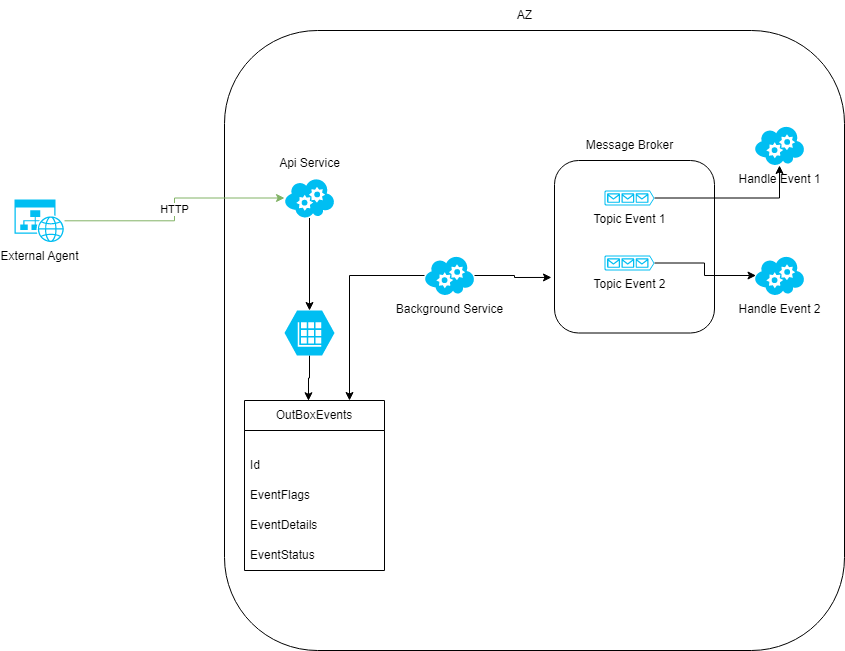 AZ
Message Broker
Api Service
Handle Event 1
HTTP
Topic Event 1
External Agent
Topic Event 2
Background Service
Handle Event 2
OutBoxEvents
Id
EventFlags
EventDetails
EventStatus